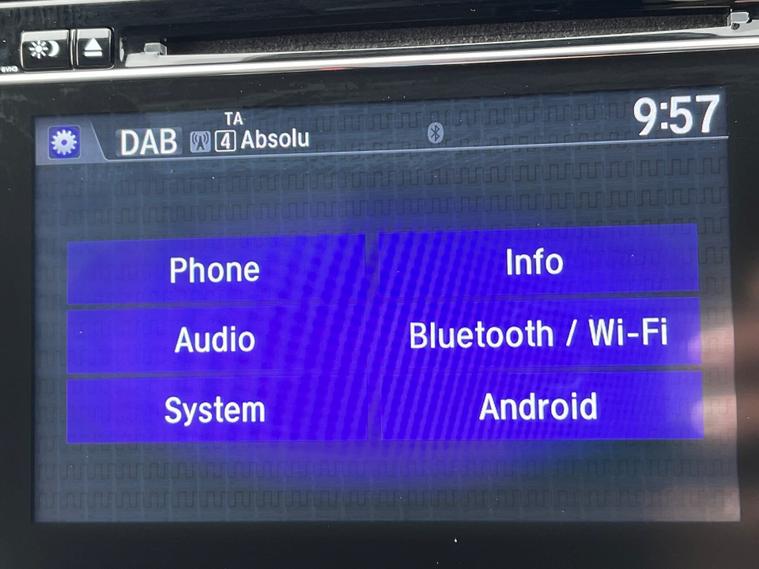 TA
DAB 4 Absolu
9:57
Phone
Info
Audio
Bluetooth / Wi-Fi
System
Android